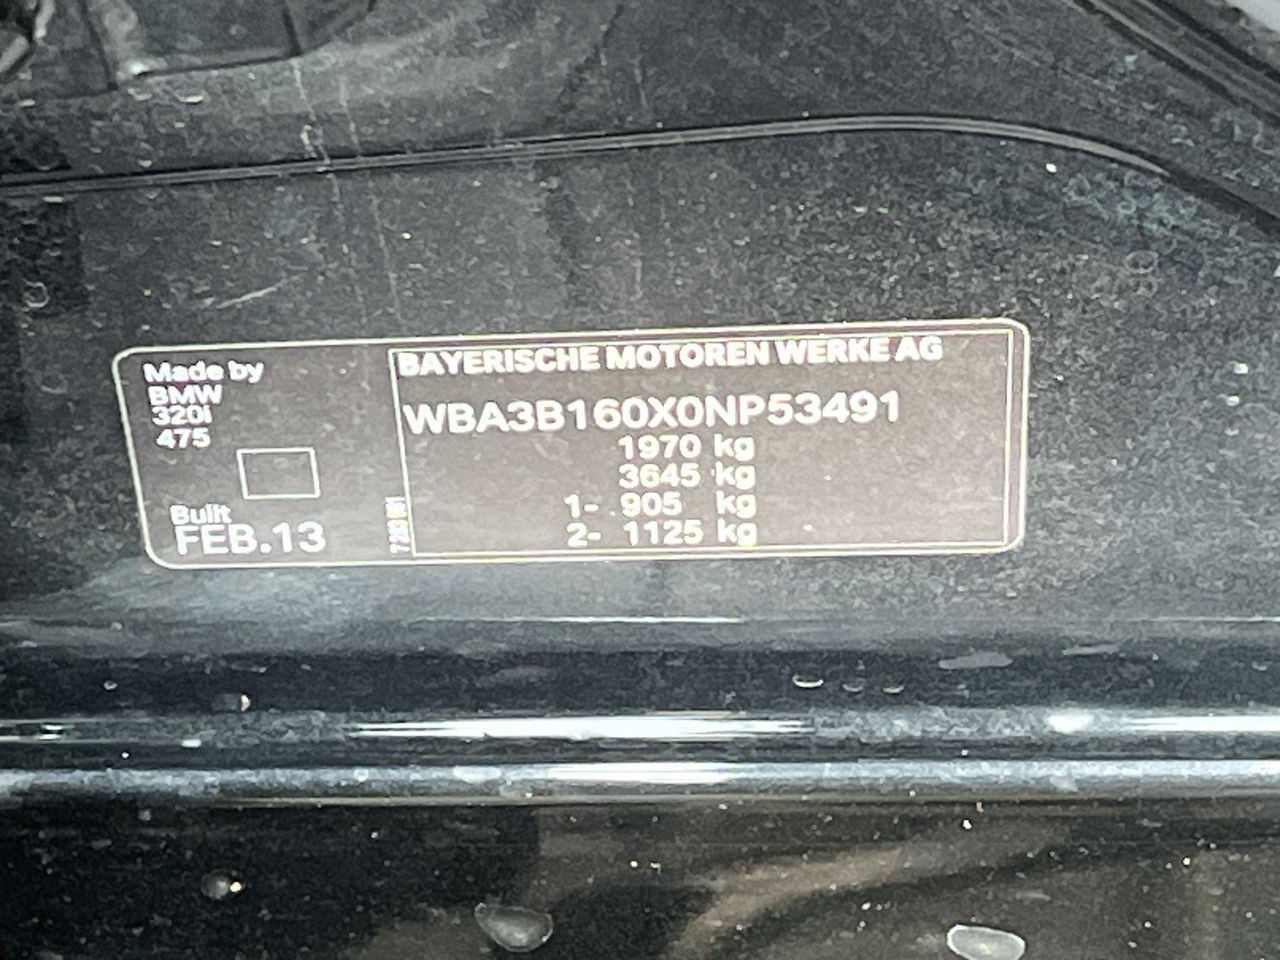 Made by
BMW
320i
475
Built
FEB.13
BAYERISCHE MOTOREN WERKE AG
WBA3B160X0NP53491
1970 kg
3645 kg
1- 905 kg
2- 1125 kg